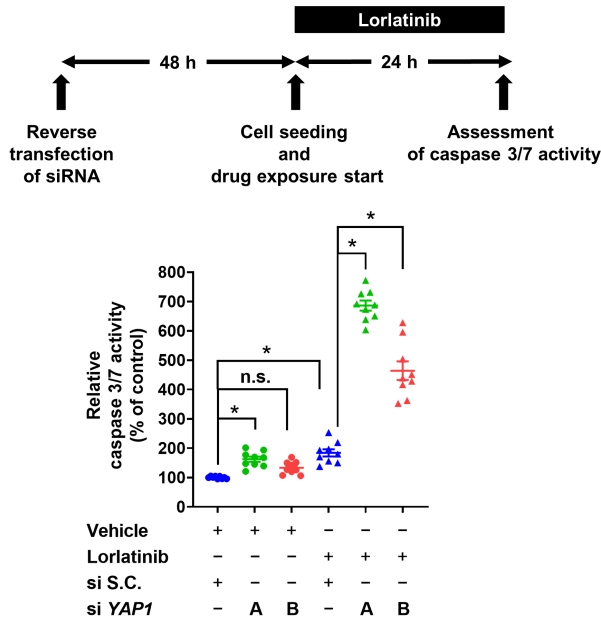 Lorlatinib
48 h
24 h
Reverse
transfection
of siRNA
Cell seeding
and
drug exposure start
Assessment
of caspase 3/7 activity
Relative
caspase 3/7 activity
(% of control)
800
700
600
500
400
300
200
100
0
*
n.s.
*
*
*
Vehicle + + + − − −
Lorlatinib − − − + + +
si S.C. + − − + − −
si YAP1 − A B − A B